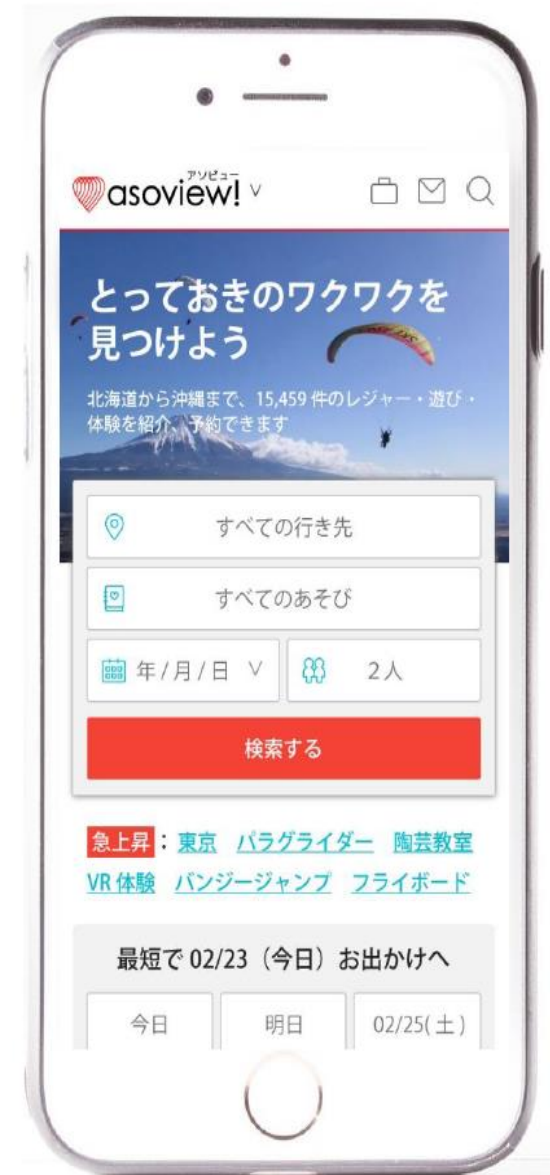 アソビュー
asoview!
とっておきのワクワクを
見つけよう
北海道から沖縄まで、15,459 件のレジャー・遊び・
体験を紹介、予約できます
すべての行き先
すべてのあそび
年/月/日 2人
検索する
急上昇：東京 パラグライダー 陶芸教室
VR 体験 バンジージャンプ フライボード
最短で 02/23（今日）お出かけへ
今日 明日 02/25(土)